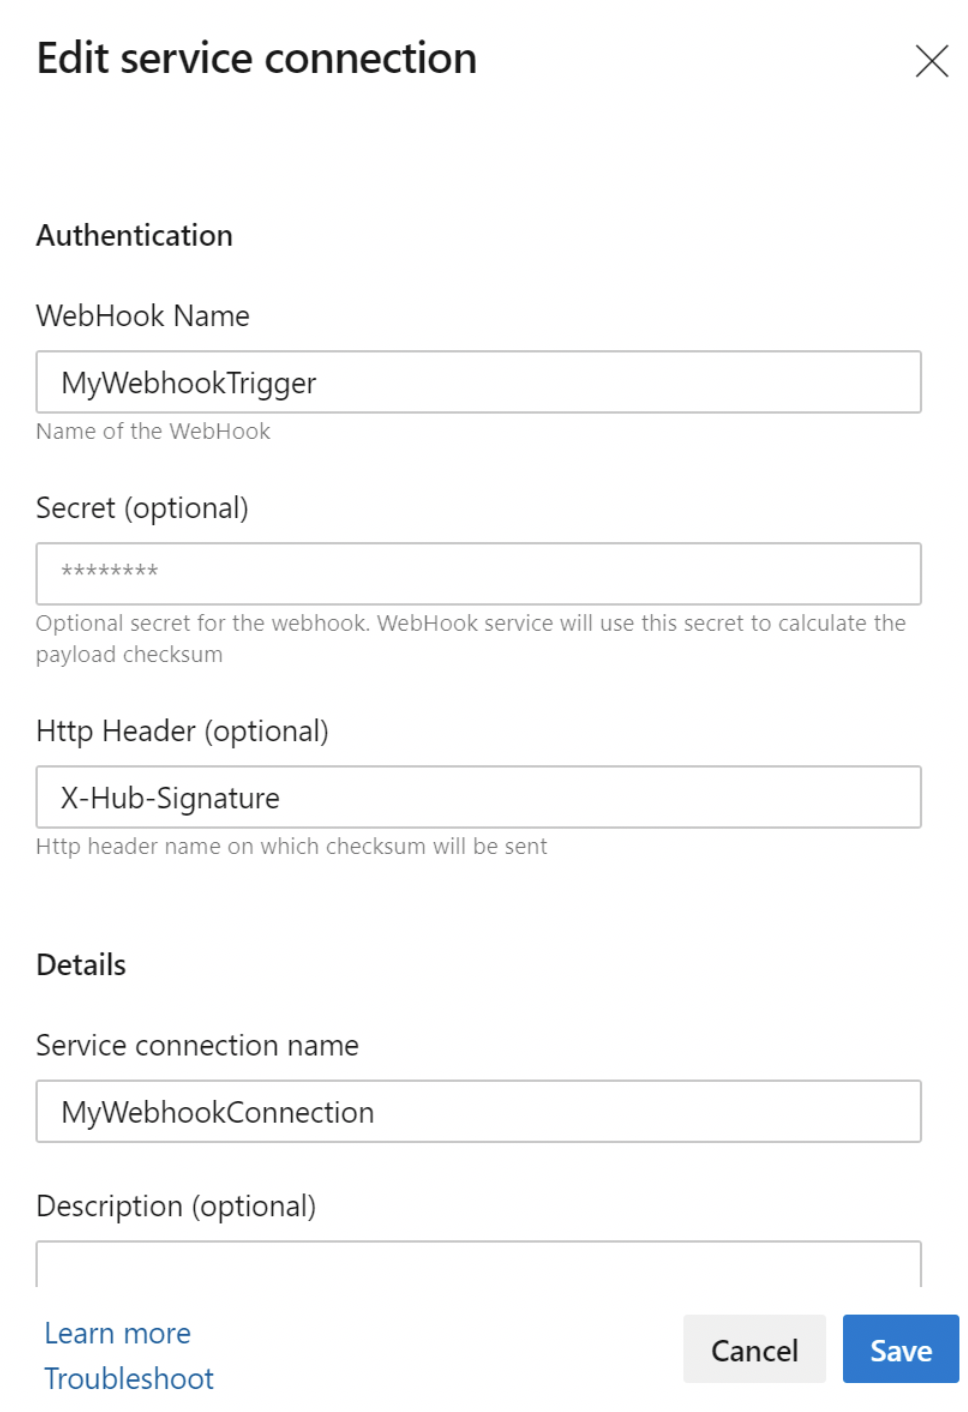 Edit service connection
Authentication
WebHook Name
MyWebhookTrigger
Name of the WebHook
Secret (optional)
********
Optional secret for the webhook. WebHook service will use this secret to calculate the
payload checksum
Http Header (optional)
X-Hub-Signature
Http header name on which checksum will be sent
Details
Service connection name
MyWebhookConnection
Description (optional)
Learn more
Troubleshoot
Cancel
Save